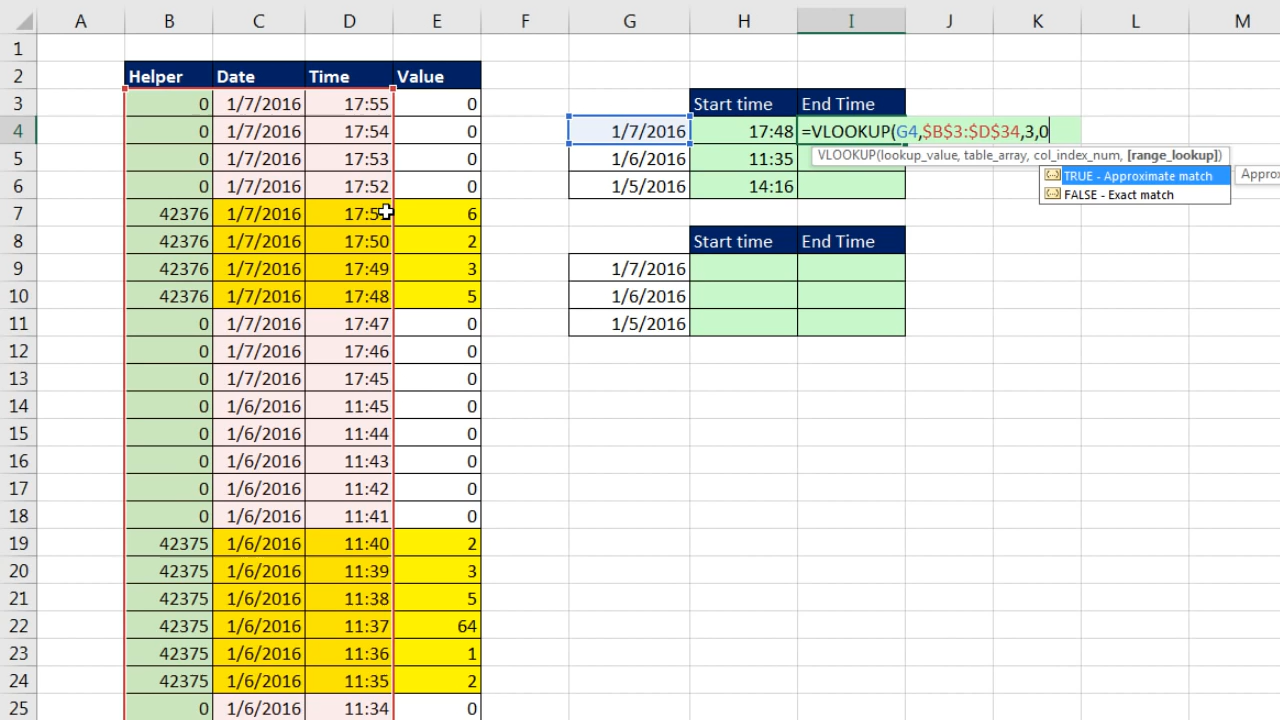 A B C D E F G H I J K L M
1
2 Helper Date Time Value
3 0 1/7/2016 17:55 0 Start time End Time
4 0 1/7/2016 17:54 0 1/7/2016 17:48 =VLOOKUP(G4,$B$3:$D$34,3,0
5 0 1/7/2016 17:53 0 1/6/2016 11:35 VLOOKUP(lookup_value, table_array, col_index_num, [range_lookup])
6 0 1/7/2016 17:52 0 1/5/2016 14:16 TRUE - Approximate match
FALSE - Exact match
7 42376 1/7/2016 6
8 42376 1/7/2016 17:50 2 Start time End Time
9 42376 1/7/2016 17:49 3 1/7/2016
10 42376 1/7/2016 17:48 5 1/6/2016
11 0 1/7/2016 17:47 0 1/5/2016
12 0 1/7/2016 17:46 0
13 0 1/7/2016 17:45 0
14 0 1/6/2016 11:45 0
15 0 1/6/2016 11:44 0
16 0 1/6/2016 11:43 0
17 0 1/6/2016 11:42 0
18 0 1/6/2016 11:41 0
19 42375 1/6/2016 11:40 2
20 42375 1/6/2016 11:39 3
21 42375 1/6/2016 11:38 5
22 42375 1/6/2016 11:37 64
23 42375 1/6/2016 11:36 1
24 42375 1/6/2016 11:35 2
25 0 1/6/2016 11:34 0